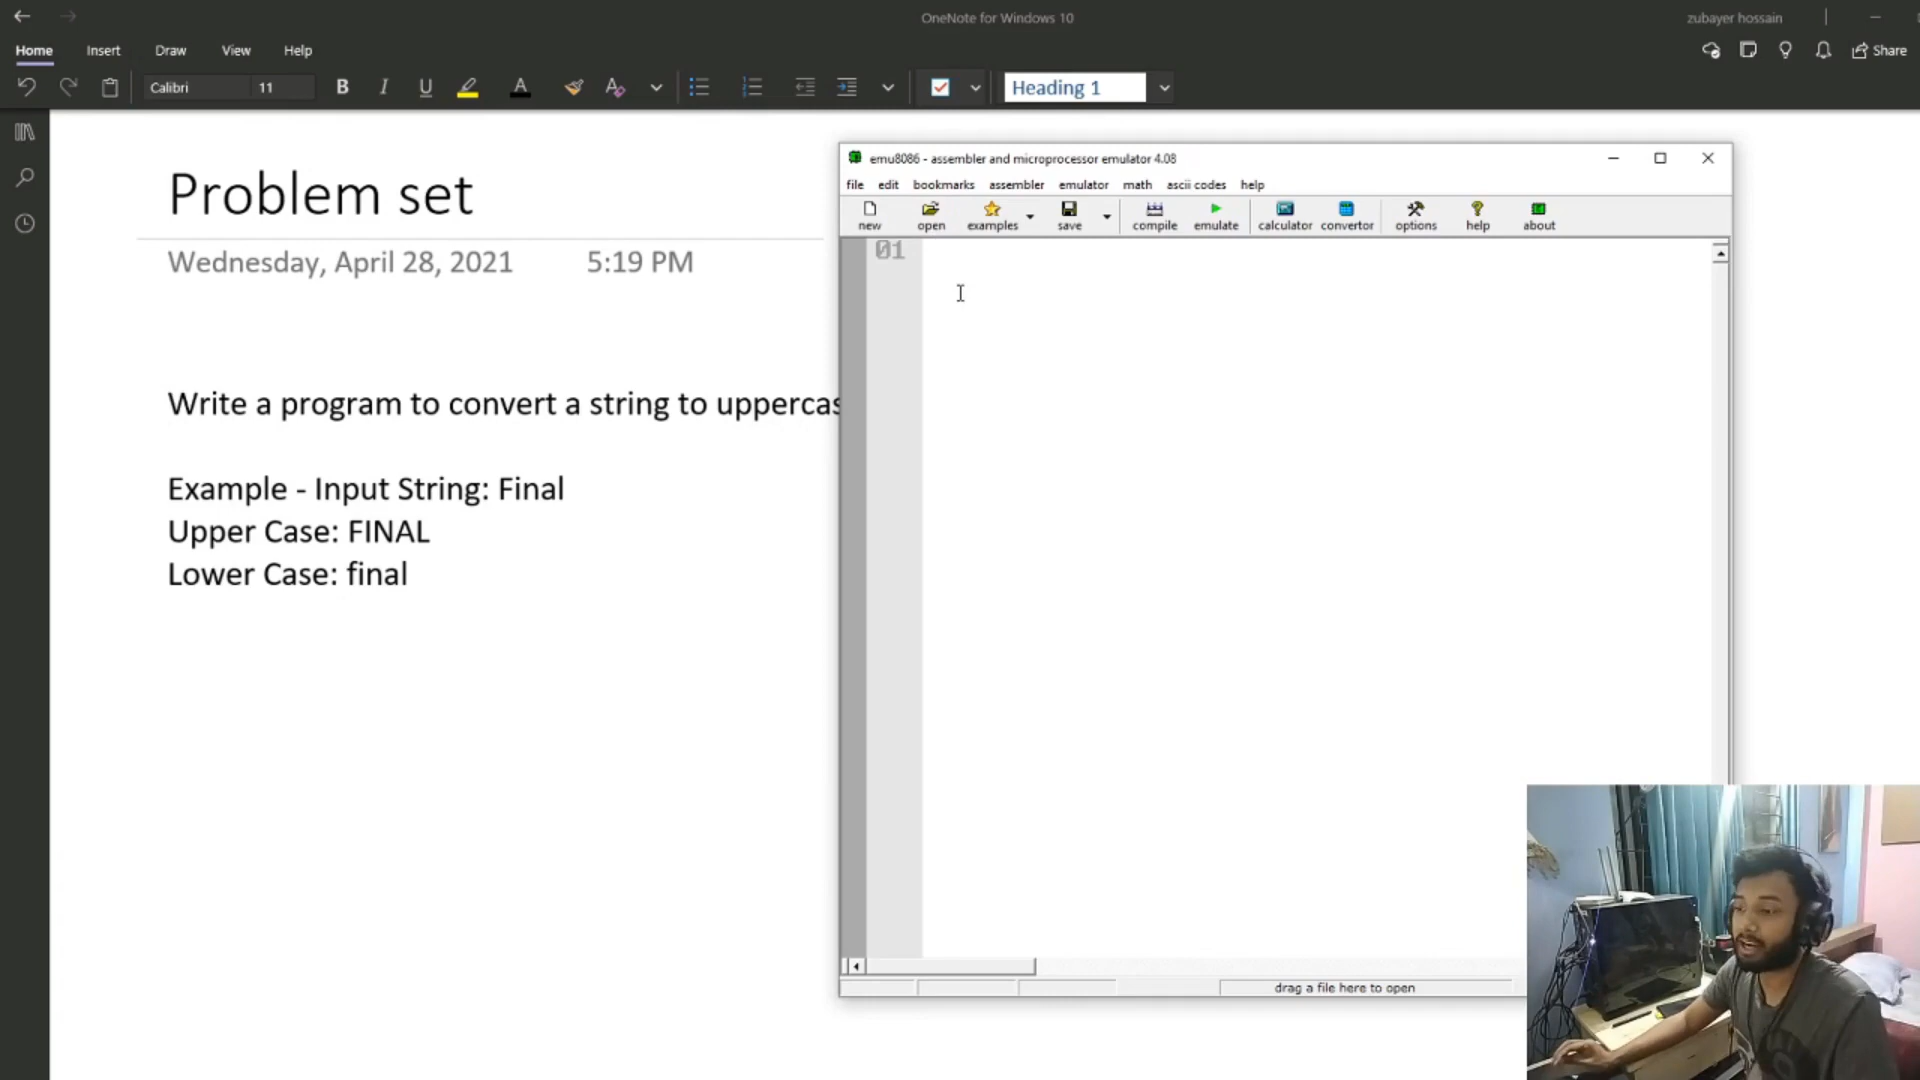 OneNote for Windows 10
zubayer hossain
Home Insert Draw View Help
Share
Calibri 11 B I U A A Heading 1
Problem set
Wednesday, April 28, 2021 5:19 PM
Write a program to convert a string to uppercas
Example - Input String: Final
Upper Case: FINAL
Lower Case: final
emu8086 - assembler and microprocessor emulator 4.08
file edit bookmarks assembler emulator math ascii codes help
new open examples save compile emulate calculator convertor options help about
01
drag a file here to open